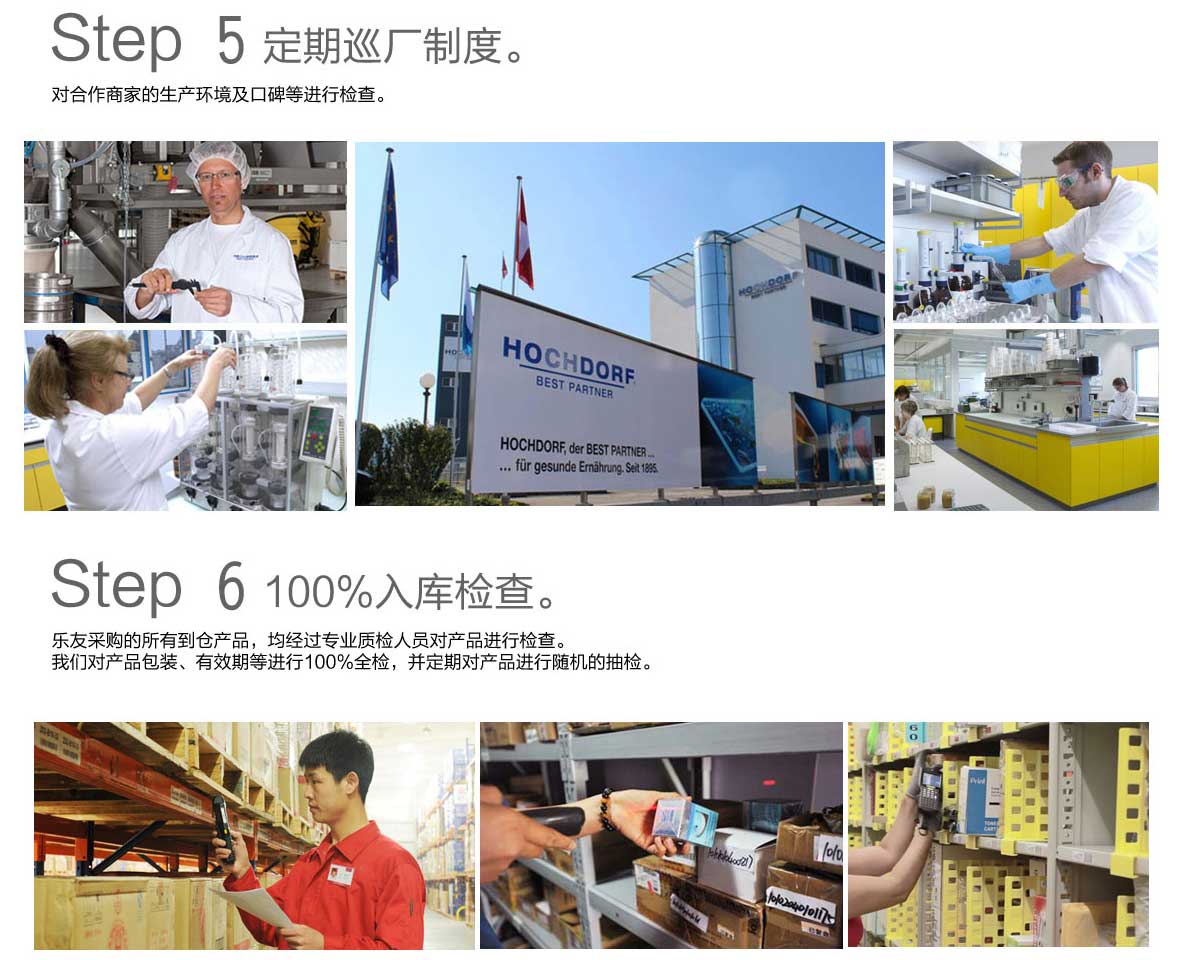 Step 5 定期巡厂制度。
对合作商家的生产环境及口碑等进行检查。
HOCHDORF
BEST PARTNER
HOCHDORF
BEST PARTNER
HOCHDORF, der BEST PARTNER ...
... für gesunde Ernährung. Seit 1895.
Step 6 100%入库检查。
乐友采购的所有到仓产品，均经过专业质检人员对产品进行检查。
我们对产品包装、有效期等进行100%全检，并定期对产品进行随机的抽检。
60